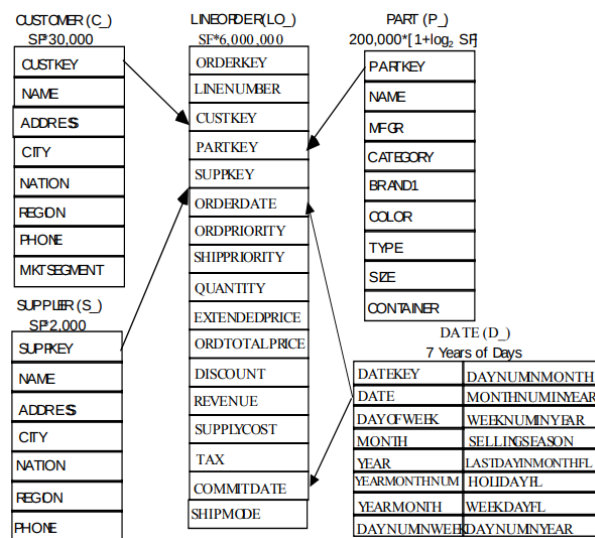 CUSTOMER (C_)
SF*30,000
CUSTKEY
NAME
ADDRESS
CITY
NATION
REGION
PHONE
MKTSEGMENT
SUPPLIER (S_)
SF*2,000
SUPPKEY
NAME
ADDRESS
CITY
NATION
REGION
PHONE
LINEORDER(LO_)
SF*6,000,000
ORDERKEY
LINENUMBER
CUSTKEY
PARTKEY
SUPPKEY
ORDERDATE
ORDPRIORITY
SHIPPRIORITY
QUANTITY
EXTENDEDPRICE
ORDTOTALPRICE
DISCOUNT
REVENUE
SUPPLYCOST
TAX
COMMITDATE
SHIPMODE
PART (P_)
200,000*[1+log₂ SF]
PARTKEY
NAME
MFGR
CATEGORY
BRAND1
COLOR
TYPE
SIZE
CONTAINER
DATE (D_)
7 Years of Days
DATEKEY DAYNUMINMONTH
DATE MONTHNUMINYEAR
DAYOFWEEK WEEKNUMINYEAR
MONTH SELLINGSEASON
YEAR LASTDAYINMONTHFL
YEARMONTHNUM HOLIDAYFL
YEARMONTH WEEKDAYFL
DAYNUMINWEEK DAYNUMINYEAR